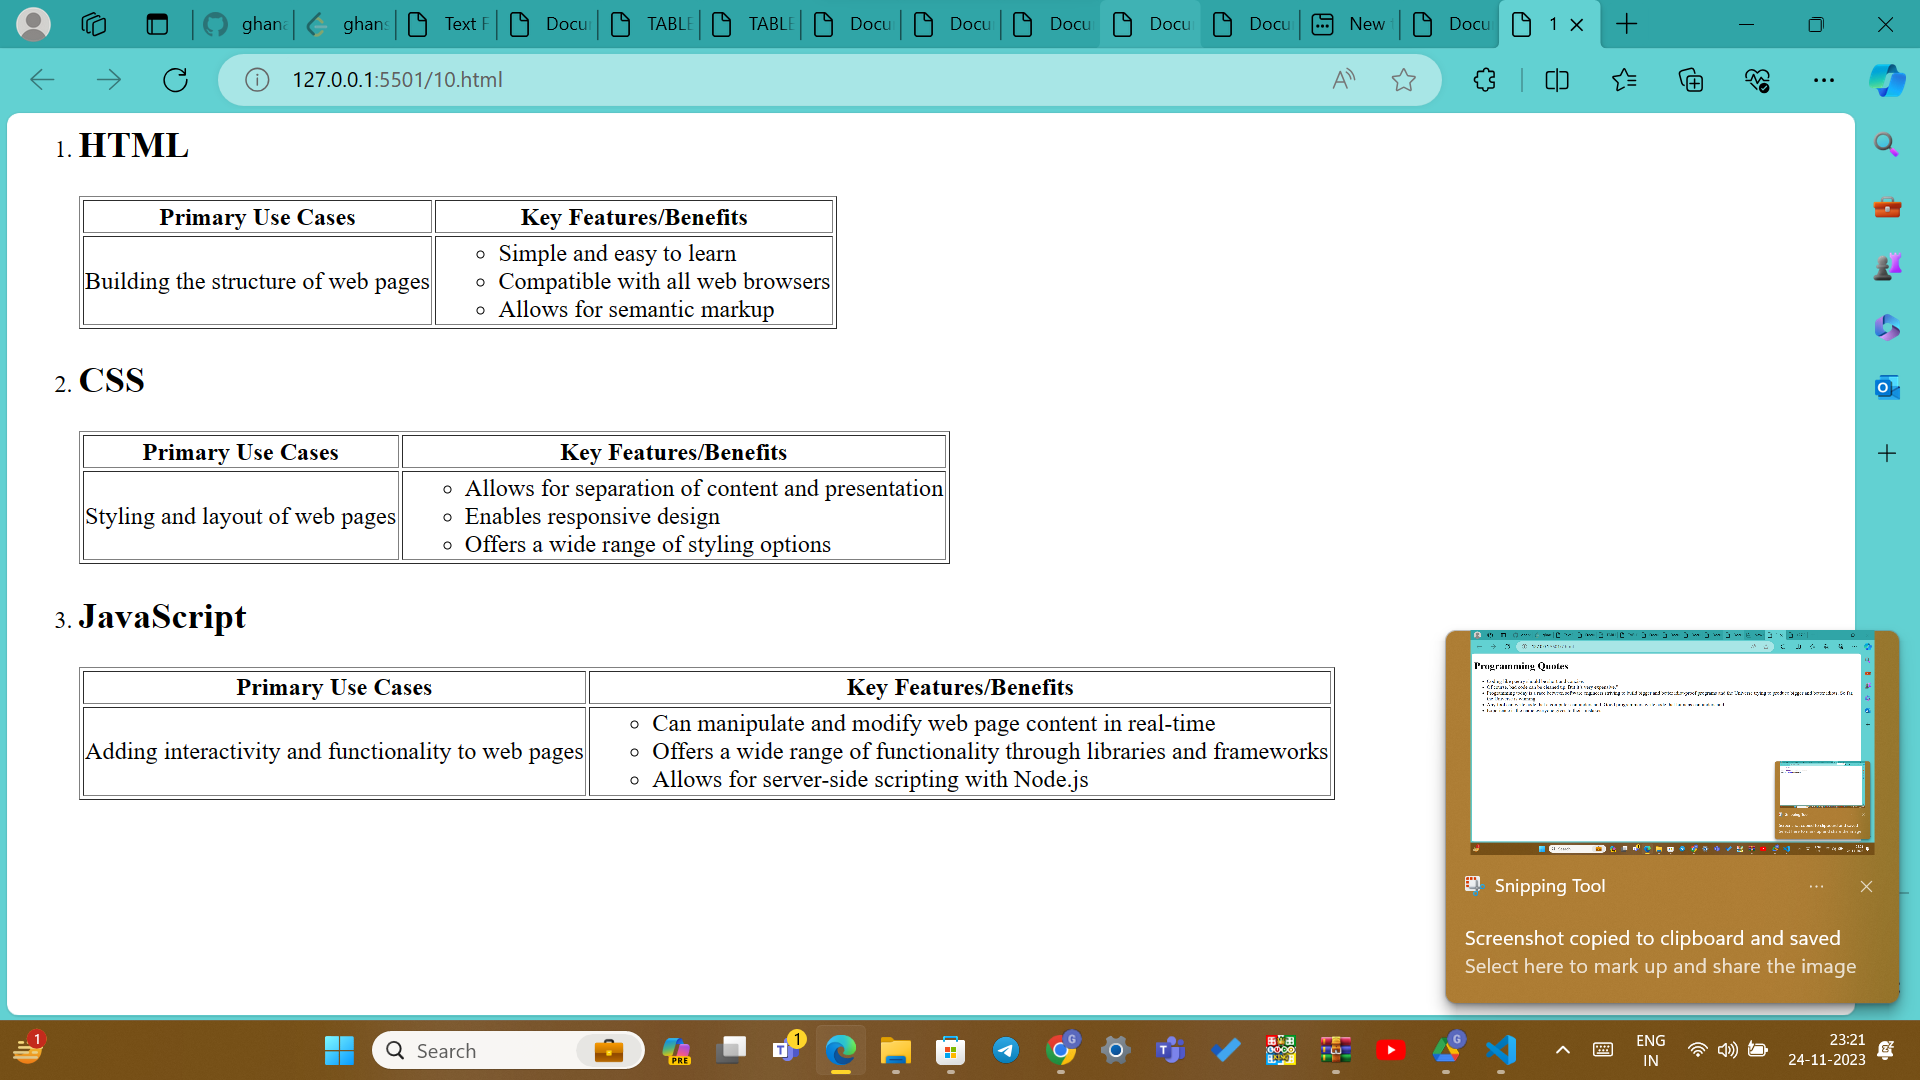 ghana
ghans
Text F
Docu
TABLE
TABLE
Docu
Docu
Docu
Docu
Docu
New
Docu
1
127.0.0.1:5501/10.html
1. HTML
Primary Use Cases Key Features/Benefits
Building the structure of web pages
Simple and easy to learn
Compatible with all web browsers
Allows for semantic markup
2. CSS
Primary Use Cases Key Features/Benefits
Styling and layout of web pages
Allows for separation of content and presentation
Enables responsive design
Offers a wide range of styling options
3. JavaScript
Primary Use Cases Key Features/Benefits
Adding interactivity and functionality to web pages
Can manipulate and modify web page content in real-time
Offers a wide range of functionality through libraries and frameworks
Allows for server-side scripting with Node.js
Programming Quotes
Snipping Tool
Screenshot copied to clipboard and saved
Select here to mark up and share the image
1
Search
PRE
1
G
LUDO
KING
G
ENG
IN
23:21
24-11-2023